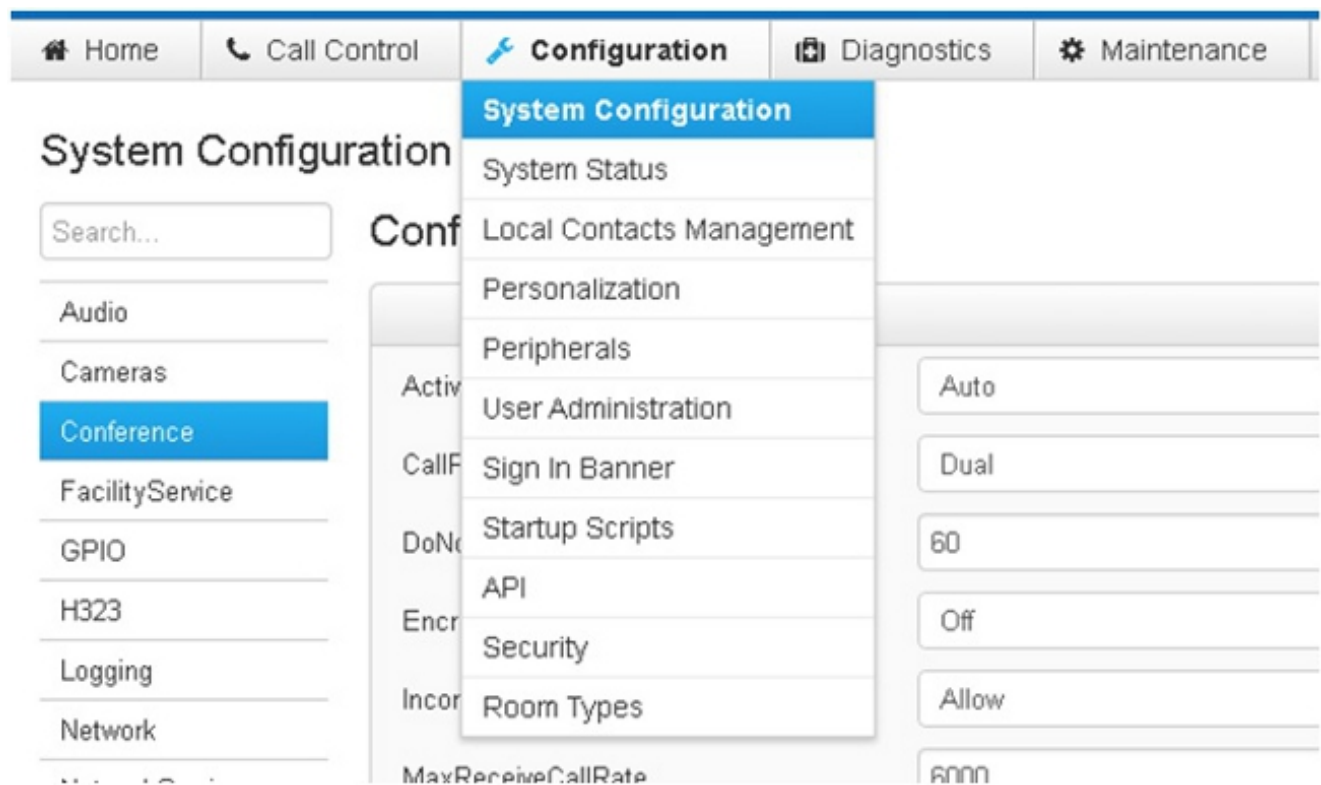 Home Call Control Configuration Diagnostics Maintenance
System Configuration
System Configuration
System Status
Search...
Conf
Local Contacts Management
Personalization
Audio
Peripherals
Cameras
Activ
Auto
User Administration
Conference
CallF
Sign In Banner
Dual
FacilityService
Startup Scripts
DoNo
60
GPIO
API
H323
Encr
Off
Security
Logging
Incor
Room Types
Allow
Network
MaxReceiveCallRate
6000